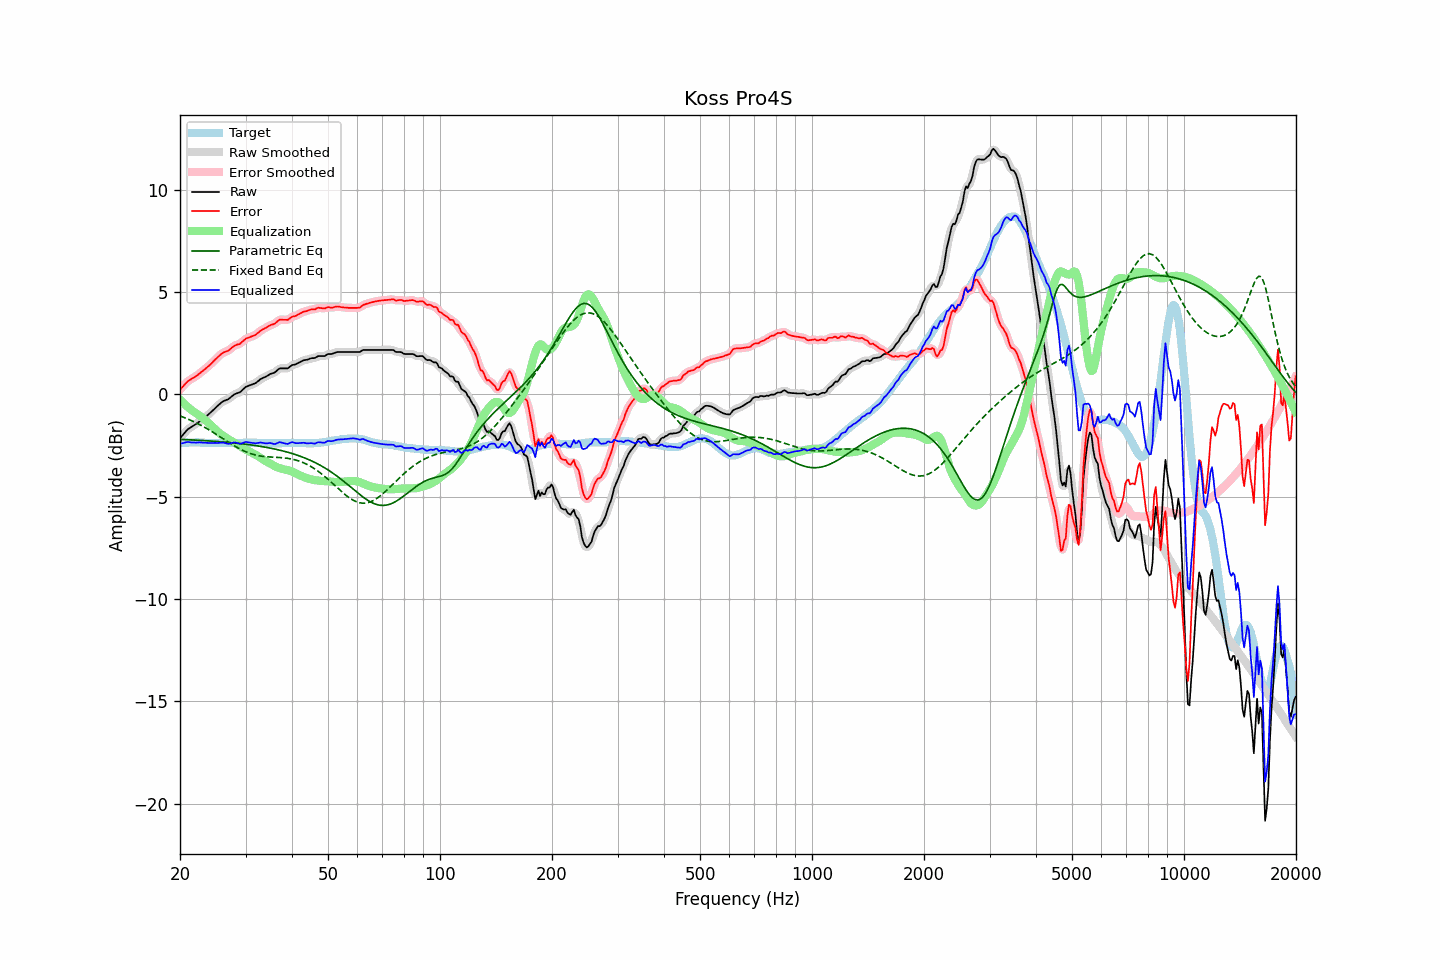 Koss Pro4S
Target
Raw Smoothed
Error Smoothed
Raw
Error
Equalization
Parametric Eq
Fixed Band Eq
Equalized
10
5
0
−5
−10
−15
−20
Amplitude (dBr)
20 50 100 200 500 1000 2000 5000 10000 20000
Frequency (Hz)